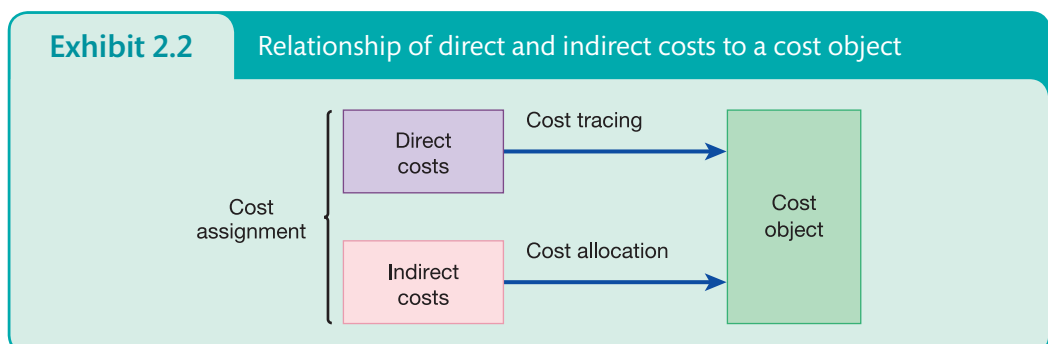 Exhibit 2.2
Relationship of direct and indirect costs to a cost object
Cost
assignment
Direct
costs
Cost tracing
Indirect
costs
Cost allocation
Cost
object